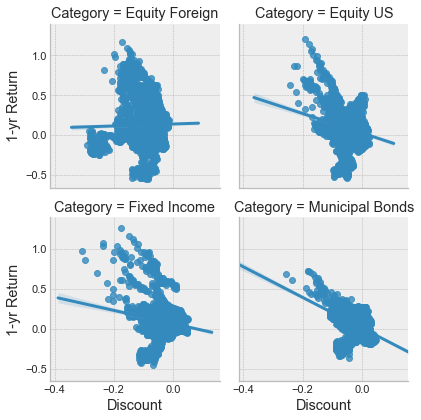 Category = Equity Foreign
Category = Equity US
1.0
0.5
0.0
−0.5
1-yr Return
Category = Fixed Income
Category = Municipal Bonds
1.0
0.5
0.0
−0.5
1-yr Return
−0.4
−0.2
0.0
−0.4
−0.2
0.0
Discount
Discount